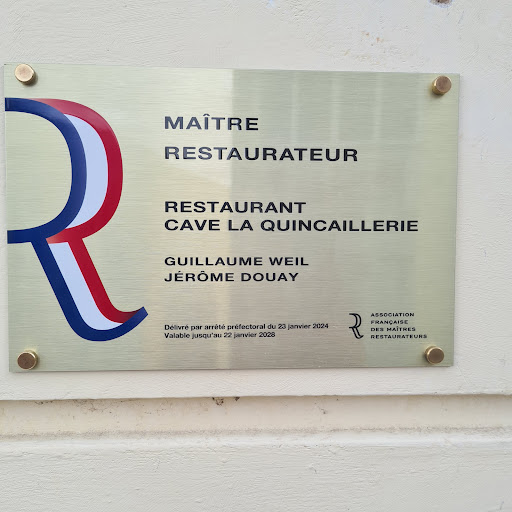 MAÎTRE
RESTAURATEUR
RESTAURANT
CAVE LA QUINCAILLERIE
GUILLAUME WEIL
JÉRÔME DOUAY
Délivré par arrêté préfectoral du 23 janvier 2024
Valable jusqu'au 22 janvier 2028
ASSOCIATION
FRANÇAISE
DES MAÎTRES
RESTAURATEURS